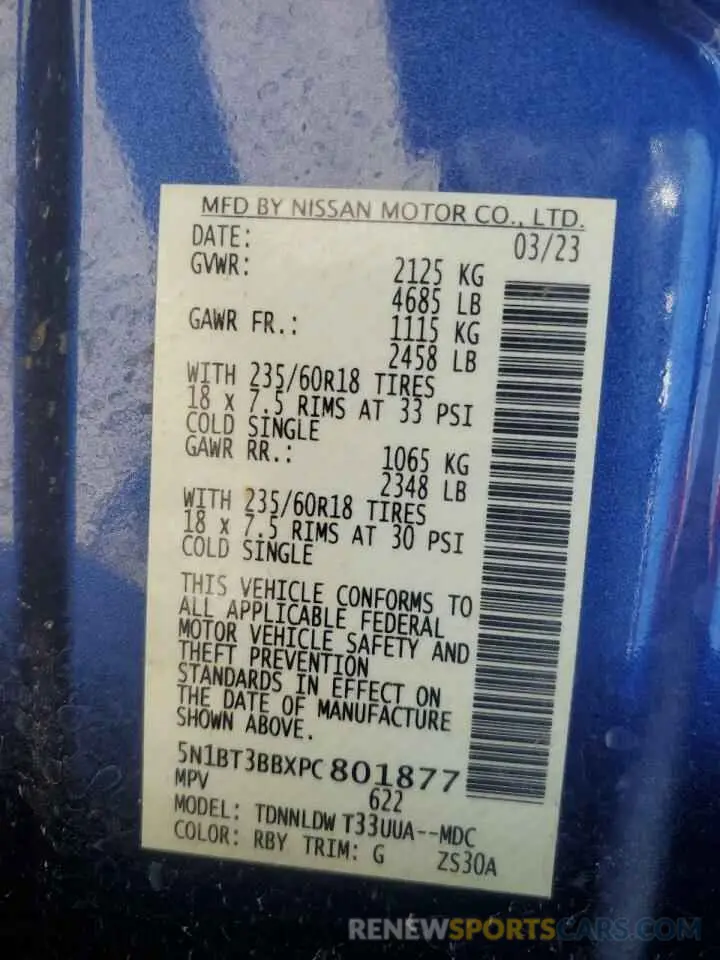 MFD BY NISSAN MOTOR CO., LTD.
DATE: 03/23
GVWR: 2125 KG
4685 LB
GAWR FR.: 1115 KG
2458 LB
WITH 235/60R18 TIRES
18 x 7.5 RIMS AT 33 PSI
COLD SINGLE
GAWR RR.: 1065 KG
2348 LB
WITH 235/60R18 TIRES
18 x 7.5 RIMS AT 30 PSI
COLD SINGLE
THIS VEHICLE CONFORMS TO
ALL APPLICABLE FEDERAL
MOTOR VEHICLE SAFETY AND
THEFT PREVENTION
STANDARDS IN EFFECT ON
THE DATE OF MANUFACTURE
SHOWN ABOVE.
5N1BT3BBXPC 801877
MPV 622
MODEL: TDNNLDW T33UUA--MDC
COLOR: RBY TRIM: G ZS30A
RENEWSPORTSCARS.COM